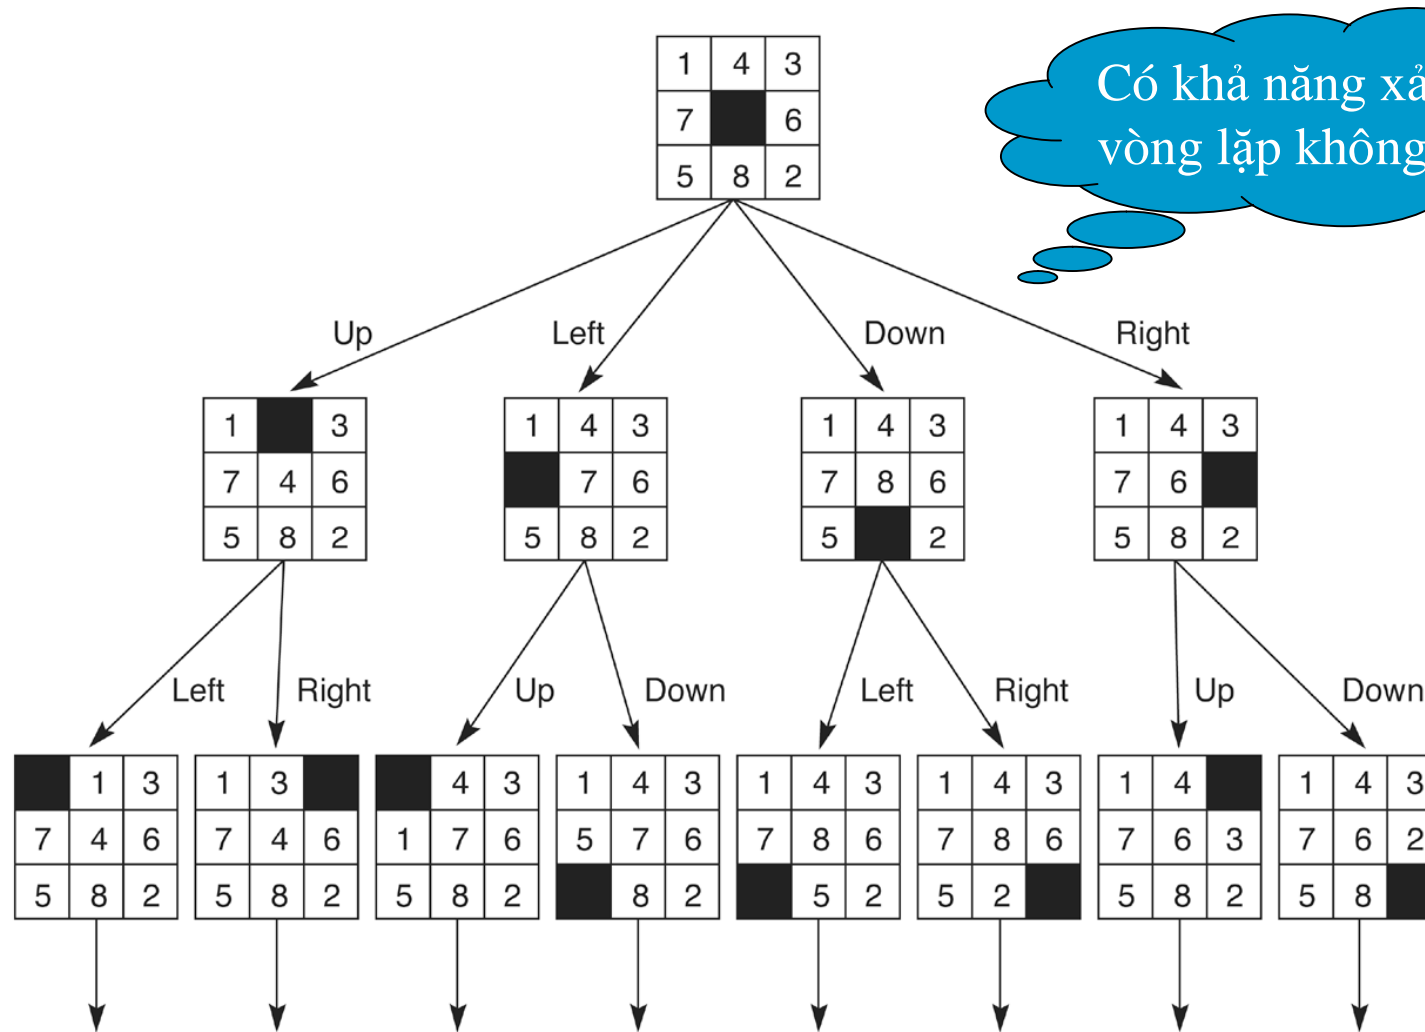 1 4 3
7 6
5 8 2
Có khả năng xả
vòng lặp không
Up Left Down Right
1 3 1 4 3 1 4 3 1 4 3
7 4 6 7 6 7 8 6 7 6
5 8 2 5 8 2 5 2 5 8 2
Left Right Up Down Left Right Up Down
1 3 1 3 4 3 1 4 3 1 4 3 1 4 3 1 4 1 4 3
7 4 6 7 4 6 1 7 6 5 7 6 7 8 6 7 8 6 7 6 3 7 6 2
5 8 2 5 8 2 5 8 2 8 2 5 2 5 2 5 8 2 5 8